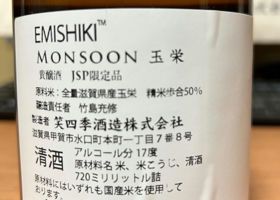 EMISHIKI™
MONSOON 玉栄
貴醸酒 JSP限定品
原料米：全量滋賀県産玉栄 精米歩合50%
醸造責任者 竹島充修
製造者 笑四季酒造株式会社
滋賀県甲賀市水口町本町一丁目7番8号
清酒 アルコール分 17度
原材料名 米、米こうじ、清酒
720ミリリットル詰
原材料米にはいずれも国産米を使用して
おります。